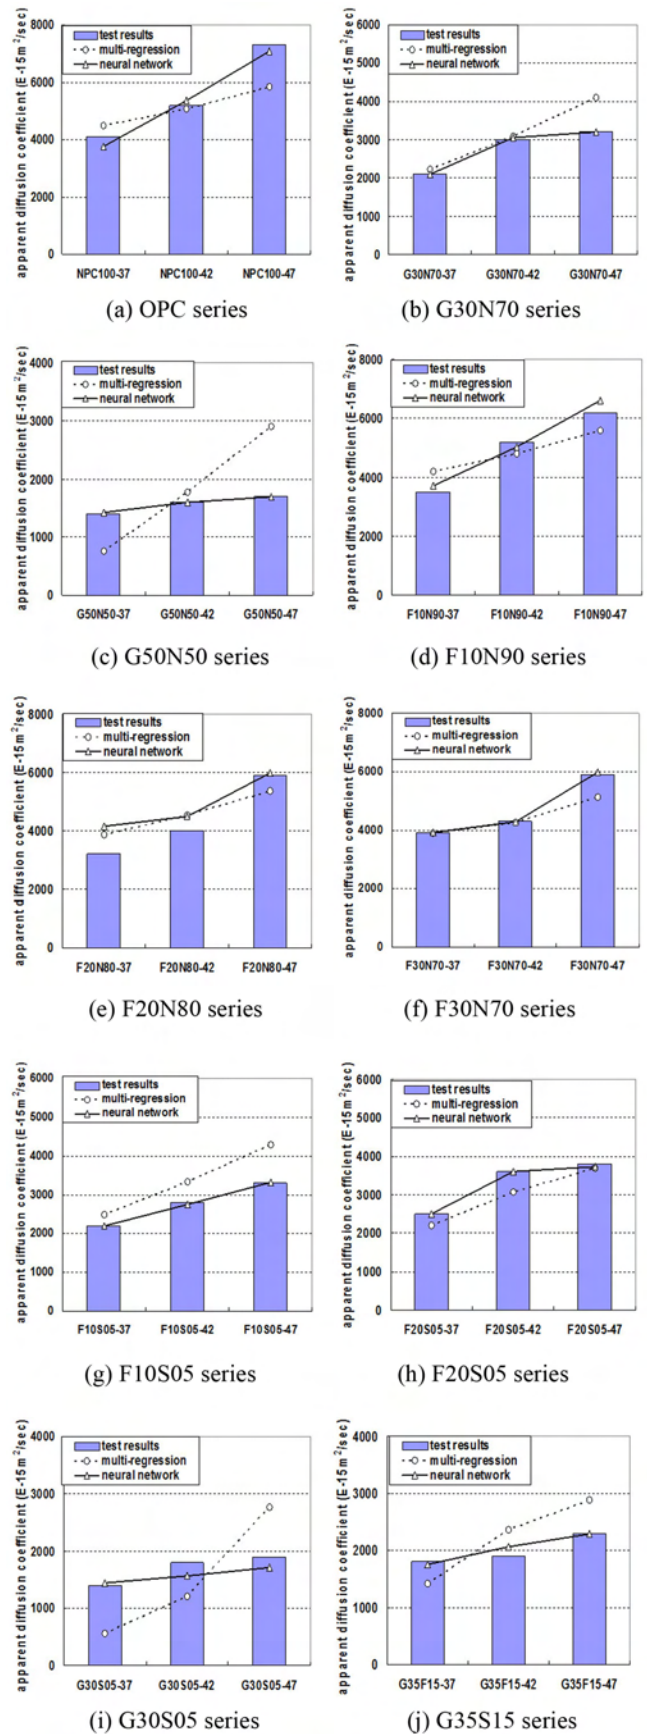 apparent diffusion coefficient (E-15m²/sec)
8000
6000
4000
2000
0
test results
multi-regression
neural network
NPC100-37 NPC100-42 NPC100-47
(a) OPC series
apparent diffusion coefficient (E-15m²/sec)
6000
5000
4000
3000
2000
1000
0
test results
multi-regression
neural network
G30N70-37 G30N70-42 G30N70-47
(b) G30N70 series
apparent diffusion coefficient (E-15m²/sec)
4000
3000
2000
1000
0
test results
multi-regression
neural network
G50N50-37 G50N50-42 G50N50-47
(c) G50N50 series
apparent diffusion coefficient (E-15m²/sec)
8000
6000
4000
2000
0
test results
multi-regression
neural network
F10N90-37 F10N90-42 F10N90-47
(d) F10N90 series
apparent diffusion coefficient (E-15m²/sec)
8000
6000
4000
2000
0
test results
multi-regression
neural network
F20N80-37 F20N80-42 F20N80-47
(e) F20N80 series
apparent diffusion coefficient (E-15m²/sec)
8000
6000
4000
2000
0
test results
multi-regression
neural network
F30N70-37 F30N70-42 F30N70-47
(f) F30N70 series
apparent diffusion coefficient (E-15m²/sec)
6000
5000
4000
3000
2000
1000
0
test results
multi-regression
neural network
F10S05-37 F10S05-42 F10S05-47
(g) F10S05 series
apparent diffusion coefficient (E-15m²/sec)
6000
5000
4000
3000
2000
1000
0
test results
multi-regression
neural network
F20S05-37 F20S05-42 F20S05-47
(h) F20S05 series
apparent diffusion coefficient (E-15m²/sec)
4000
3000
2000
1000
0
test results
multi-regression
neural network
G30S05-37 G30S05-42 G30S05-47
(i) G30S05 series
apparent diffusion coefficient (E-15m²/sec)
4000
3000
2000
1000
0
test results
multi-regression
neural network
G35F15-37 G35F15-42 G35F15-47
(j) G35S15 series